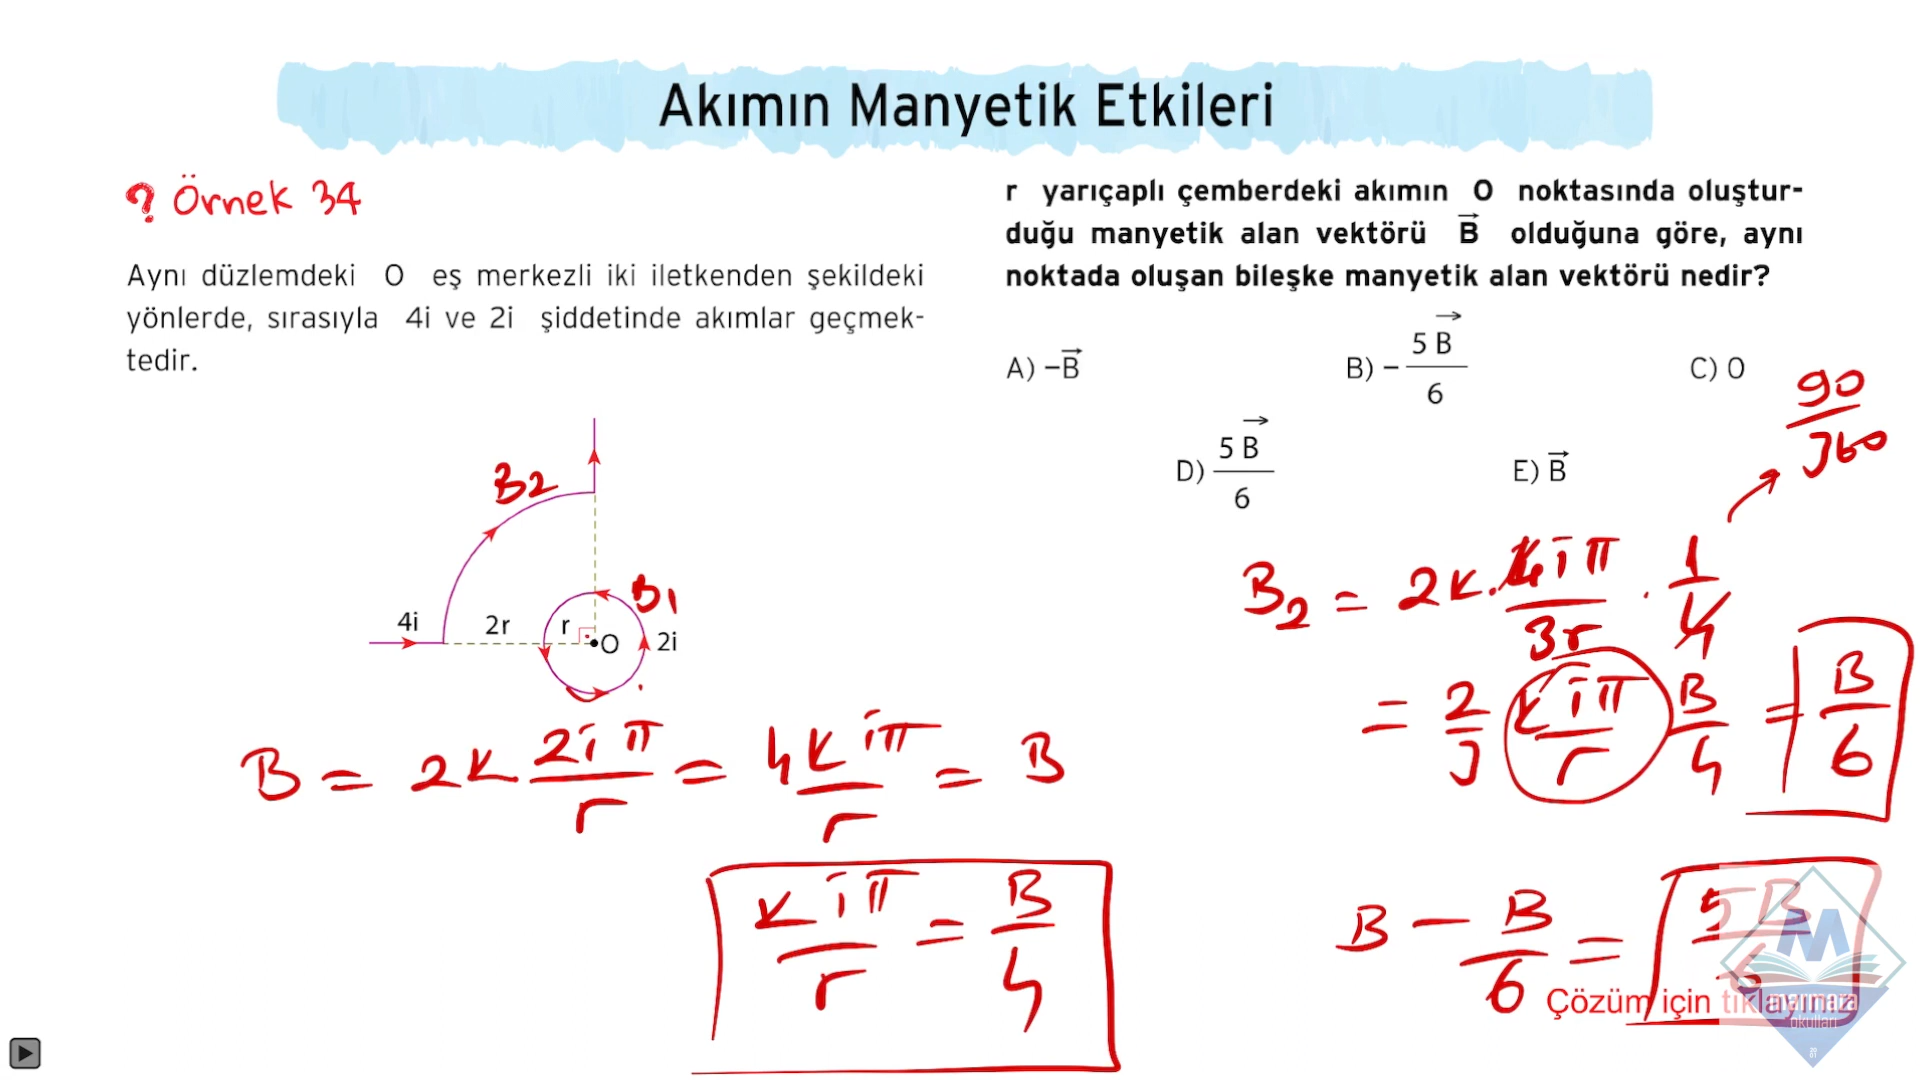 Akımın Manyetik Etkileri
? Örnek 34
Aynı düzlemdeki O eş merkezli iki iletkenden şekildeki
yönlerde, sırasıyla 4i ve 2i şiddetinde akımlar geçmek-
tedir.
B2
B1
4i
2r
r
O
2i
B = 2K 2iπ/r = 4Kiπ/r = B
Kiπ/r = B/4
r yarıçaplı çemberdeki akımın O noktasında oluştur-
duğu manyetik alan vektörü B⃗ olduğuna göre, aynı
noktada oluşan bileşke manyetik alan vektörü nedir?
A) −B⃗
B) −5B⃗/6
C) 0
D) 5B⃗/6
E) B⃗
90/360
B2 = 2K. 4iπ/3r . 1/4
= 2/3 Kiπ/r B/4 = B/6
B − B/6 = 5B/6
Çözüm için tıklayınız
marmara
okulları